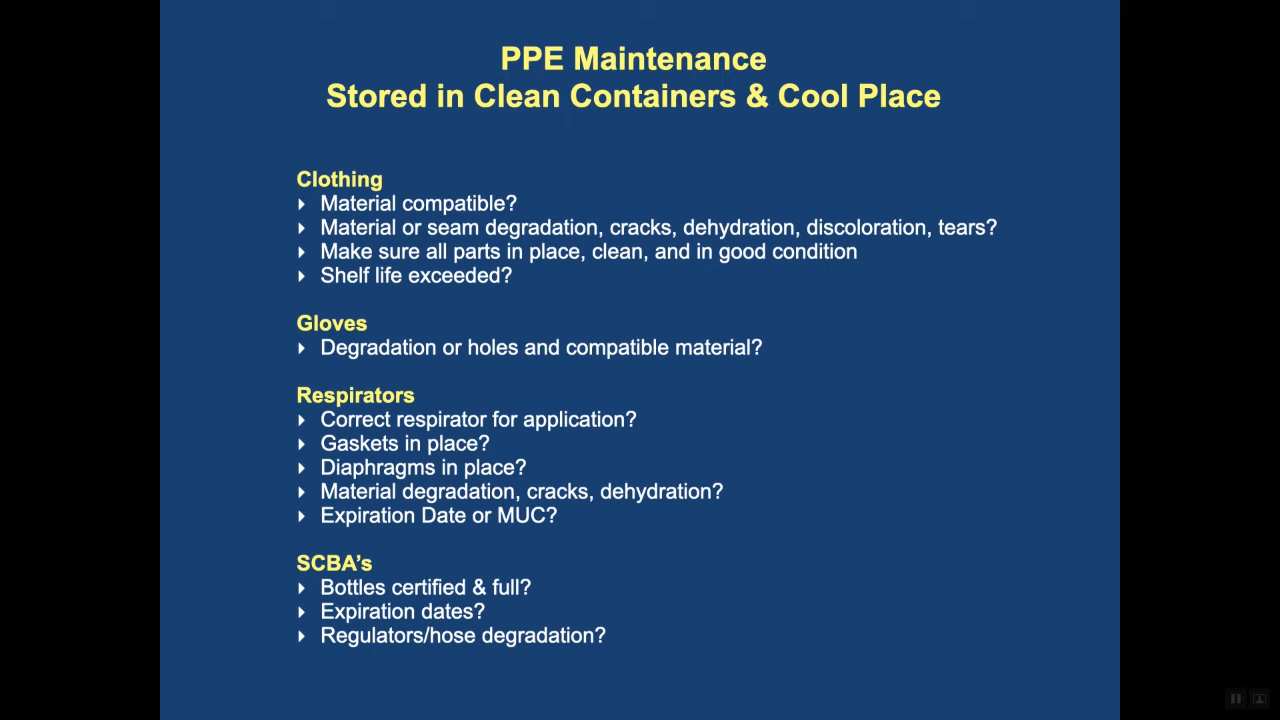 PPE Maintenance
Stored in Clean Containers & Cool Place
Clothing
Material compatible?
Material or seam degradation, cracks, dehydration, discoloration, tears?
Make sure all parts in place, clean, and in good condition
Shelf life exceeded?
Gloves
Degradation or holes and compatible material?
Respirators
Correct respirator for application?
Gaskets in place?
Diaphragms in place?
Material degradation, cracks, dehydration?
Expiration Date or MUC?
SCBA’s
Bottles certified & full?
Expiration dates?
Regulators/hose degradation?